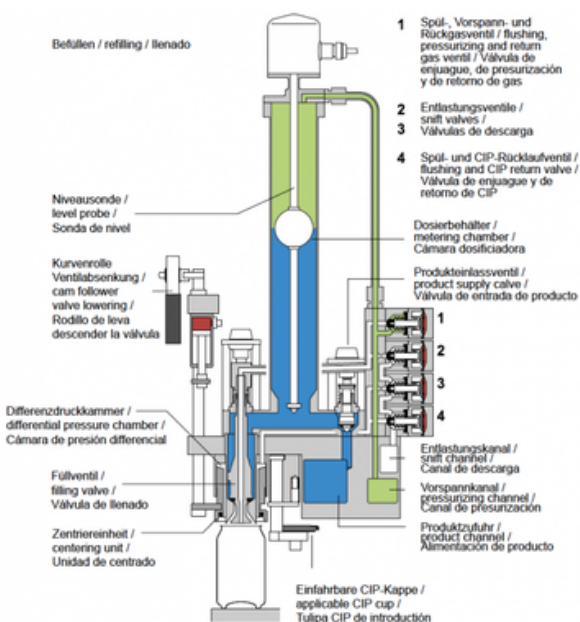 Befüllen / refilling / llenado
1 Spül-, Vorspann- und
Rückgasventil / flushing,
pressurizing and return
gas ventil / Válvula de
enjuague, de presurización
y de retorno de gas
2 Entlastungsventile /
snift valves /
3 Válvulas de descarga
4 Spül- und CIP-Rücklaufventil /
flushing and CIP return valve /
Válvula de enjuague y de
retorno de CIP
Niveausonde /
level probe /
Sonda de nivel
Dosierbehälter /
metering chamber /
Cámara dosificiadora
Kurvenrolle
Ventilabsenkung /
cam follower
valve lowering /
Rodillo de leva
descender la válvula
Produkteinlassventil /
product supply calve /
Válvula de entrada de producto
1
2
3
4
Differenzdruckkammer /
differential pressure chamber /
Cámara de presión differencial
Entlastungskanal /
snift channel /
Canal de descarga
Füllventil /
filling valve /
Válvula de llenado
Vorspannkanal /
pressurizing channel /
Canal de presurización
Zentriereinheit /
centering unit /
Unidad de centrado
Produktzufuhr /
product channel /
Alimentación de producto
Einfahrbare CIP-Kappe /
applicable CIP cup /
Tulipa CIP de introductión